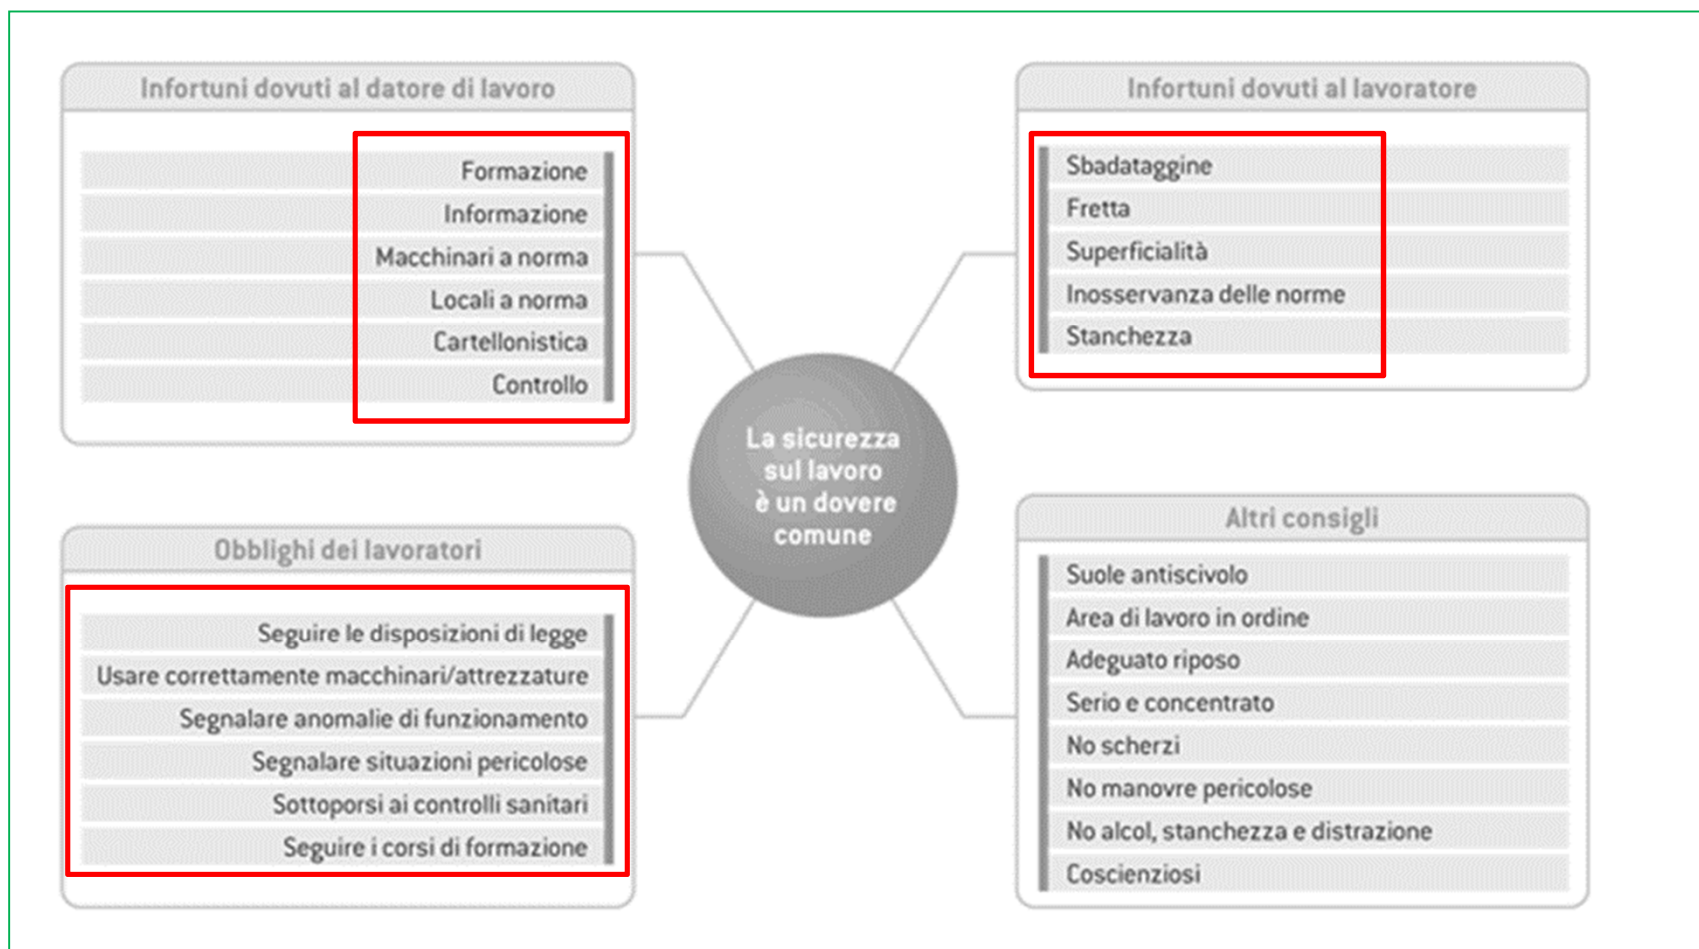 Infortuni dovuti al datore di lavoro
Formazione
Informazione
Macchinari a norma
Locali a norma
Cartellonistica
Controllo
Infortuni dovuti al lavoratore
Sbadataggine
Fretta
Superficialità
Inosservanza delle norme
Stanchezza
La sicurezza
sul lavoro
è un dovere
comune
Obblighi dei lavoratori
Seguire le disposizioni di legge
Usare correttamente macchinari/attrezzature
Segnalare anomalie di funzionamento
Segnalare situazioni pericolose
Sottoporsi ai controlli sanitari
Seguire i corsi di formazione
Altri consigli
Suole antiscivolo
Area di lavoro in ordine
Adeguato riposo
Serio e concentrato
No scherzi
No manovre pericolose
No alcol, stanchezza e distrazione
Coscienziosi